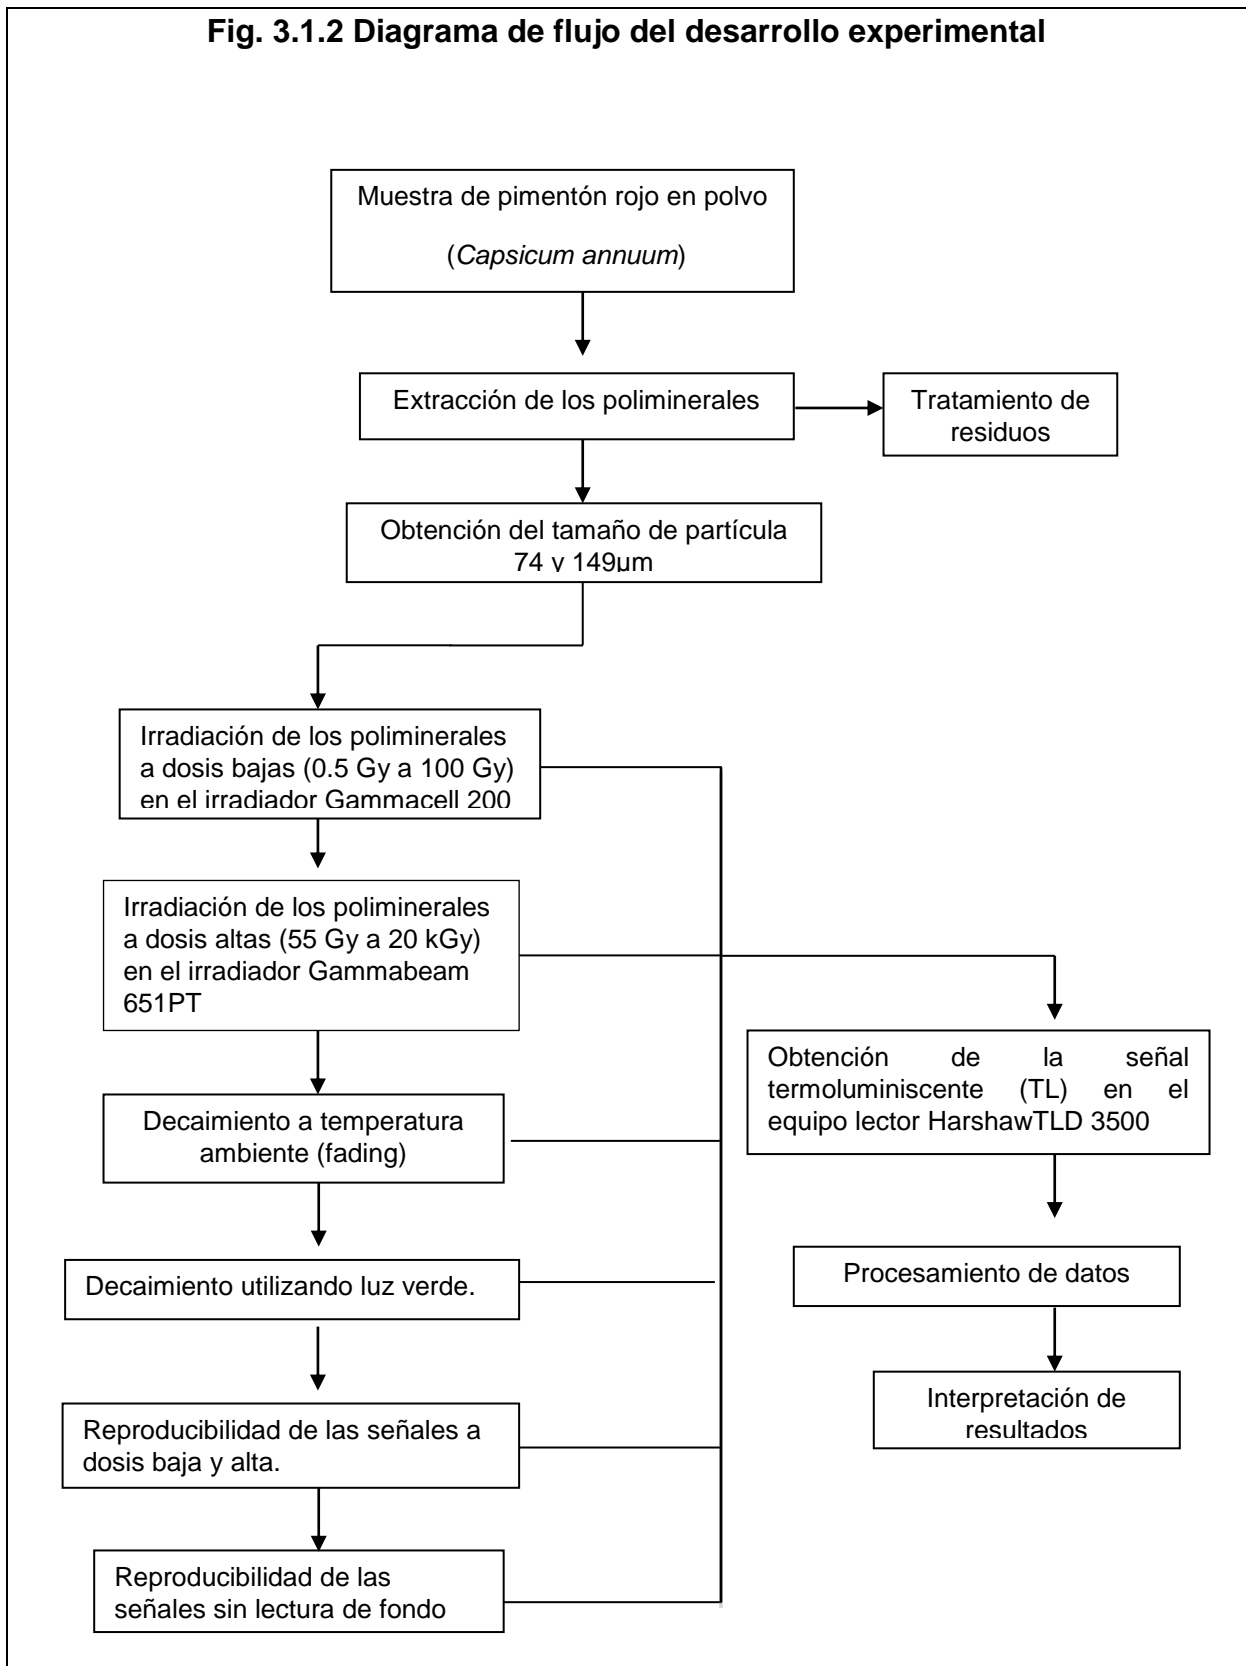 Fig. 3.1.2 Diagrama de flujo del desarrollo experimental
Muestra de pimentón rojo en polvo
(Capsicum annuum)
Extracción de los poliminerales
Tratamiento de
residuos
Obtención del tamaño de partícula
74 y 149µm
Irradiación de los poliminerales
a dosis bajas (0.5 Gy a 100 Gy)
en el irradiador Gammacell 200
Irradiación de los poliminerales
a dosis altas (55 Gy a 20 kGy)
en el irradiador Gammabeam
651PT
Decaimiento a temperatura
ambiente (fading)
Decaimiento utilizando luz verde.
Reproducibilidad de las señales a
dosis baja y alta.
Reproducibilidad de las
señales sin lectura de fondo
Obtención de la señal
termoluminiscente (TL) en el
equipo lector HarshawTLD 3500
Procesamiento de datos
Interpretación de
resultados